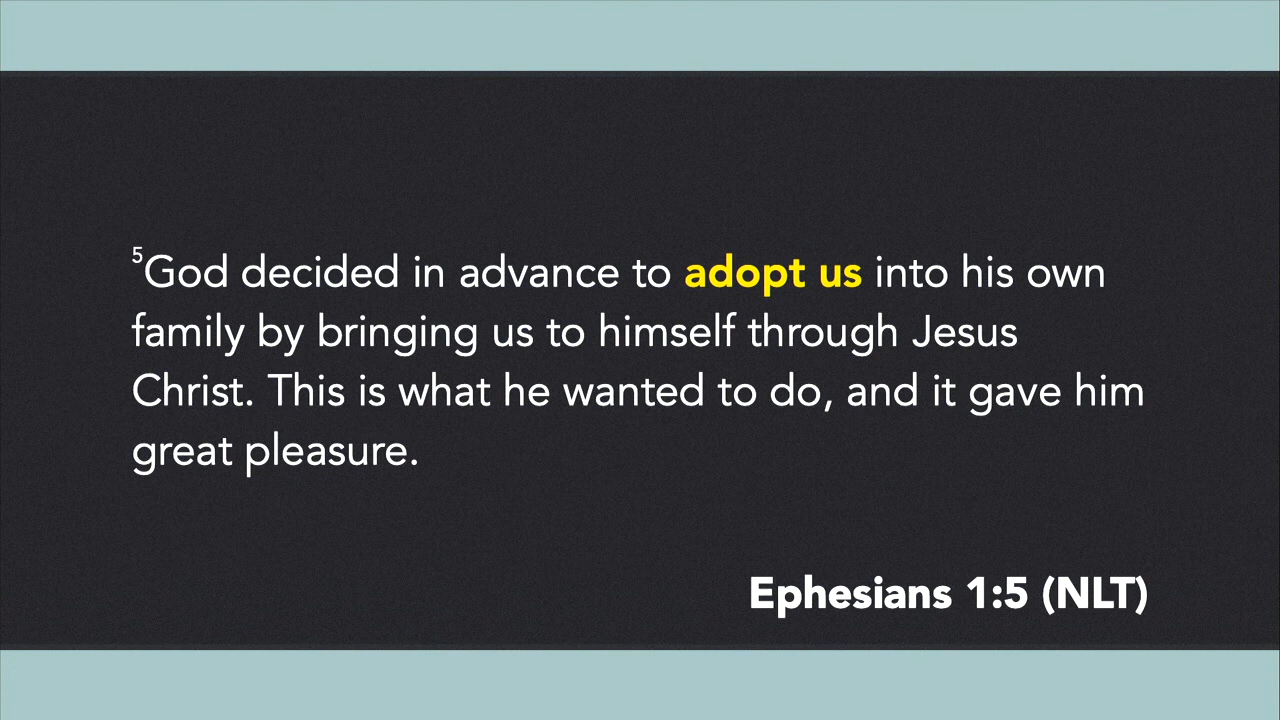 5God decided in advance to adopt us into his own
family by bringing us to himself through Jesus
Christ. This is what he wanted to do, and it gave him
great pleasure.
Ephesians 1:5 (NLT)